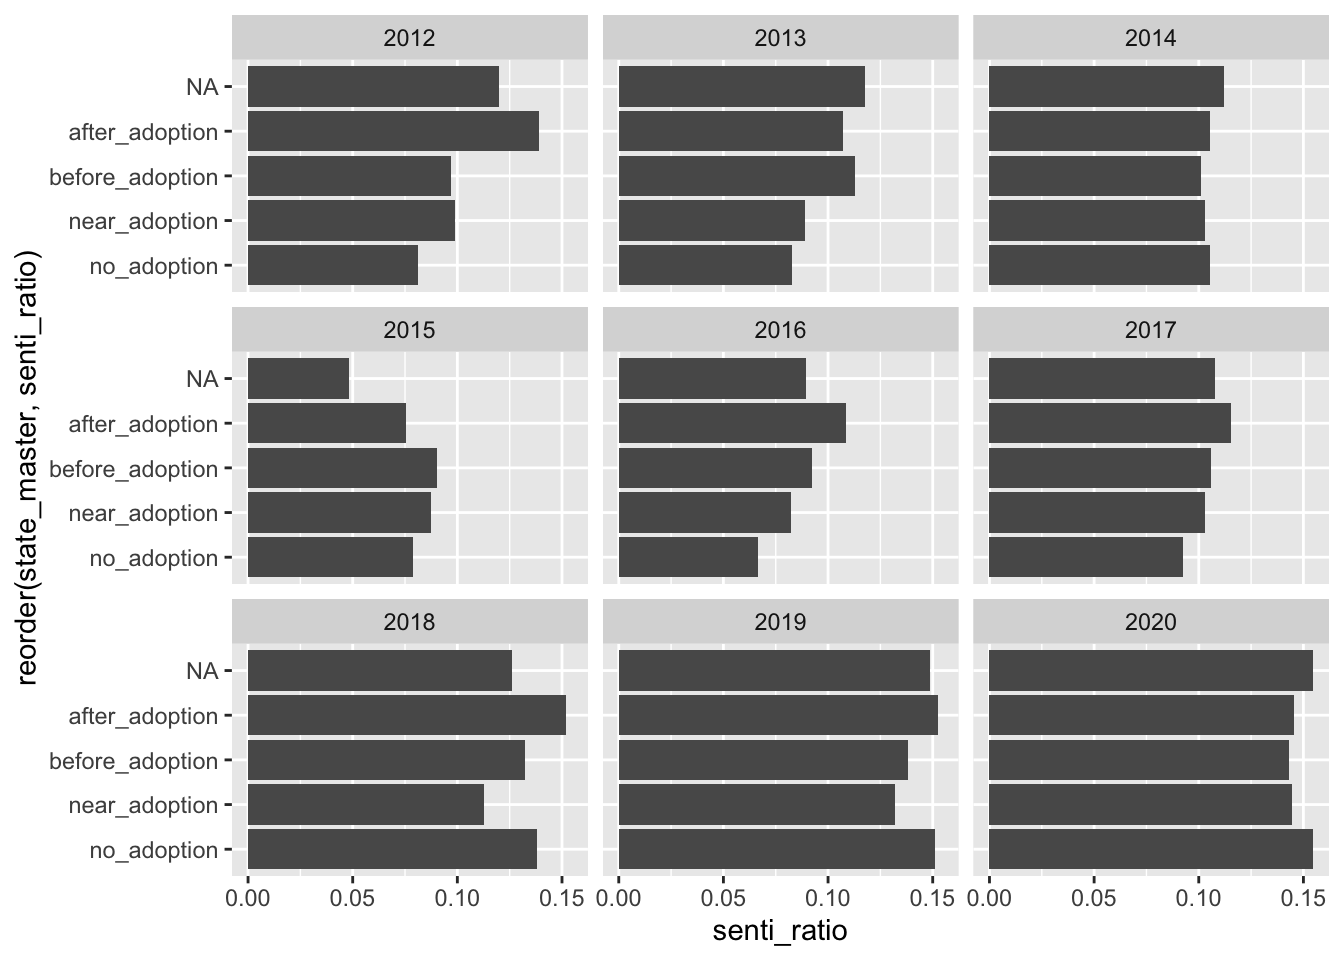 2012 2013 2014
NA
after_adoption
before_adoption
near_adoption
no_adoption
2015 2016 2017
NA
after_adoption
before_adoption
near_adoption
no_adoption
2018 2019 2020
NA
after_adoption
before_adoption
near_adoption
no_adoption
0.00 0.05 0.10 0.15 0.00 0.05 0.10 0.15 0.00 0.05 0.10 0.15
senti_ratio
reorder(state_master, senti_ratio)